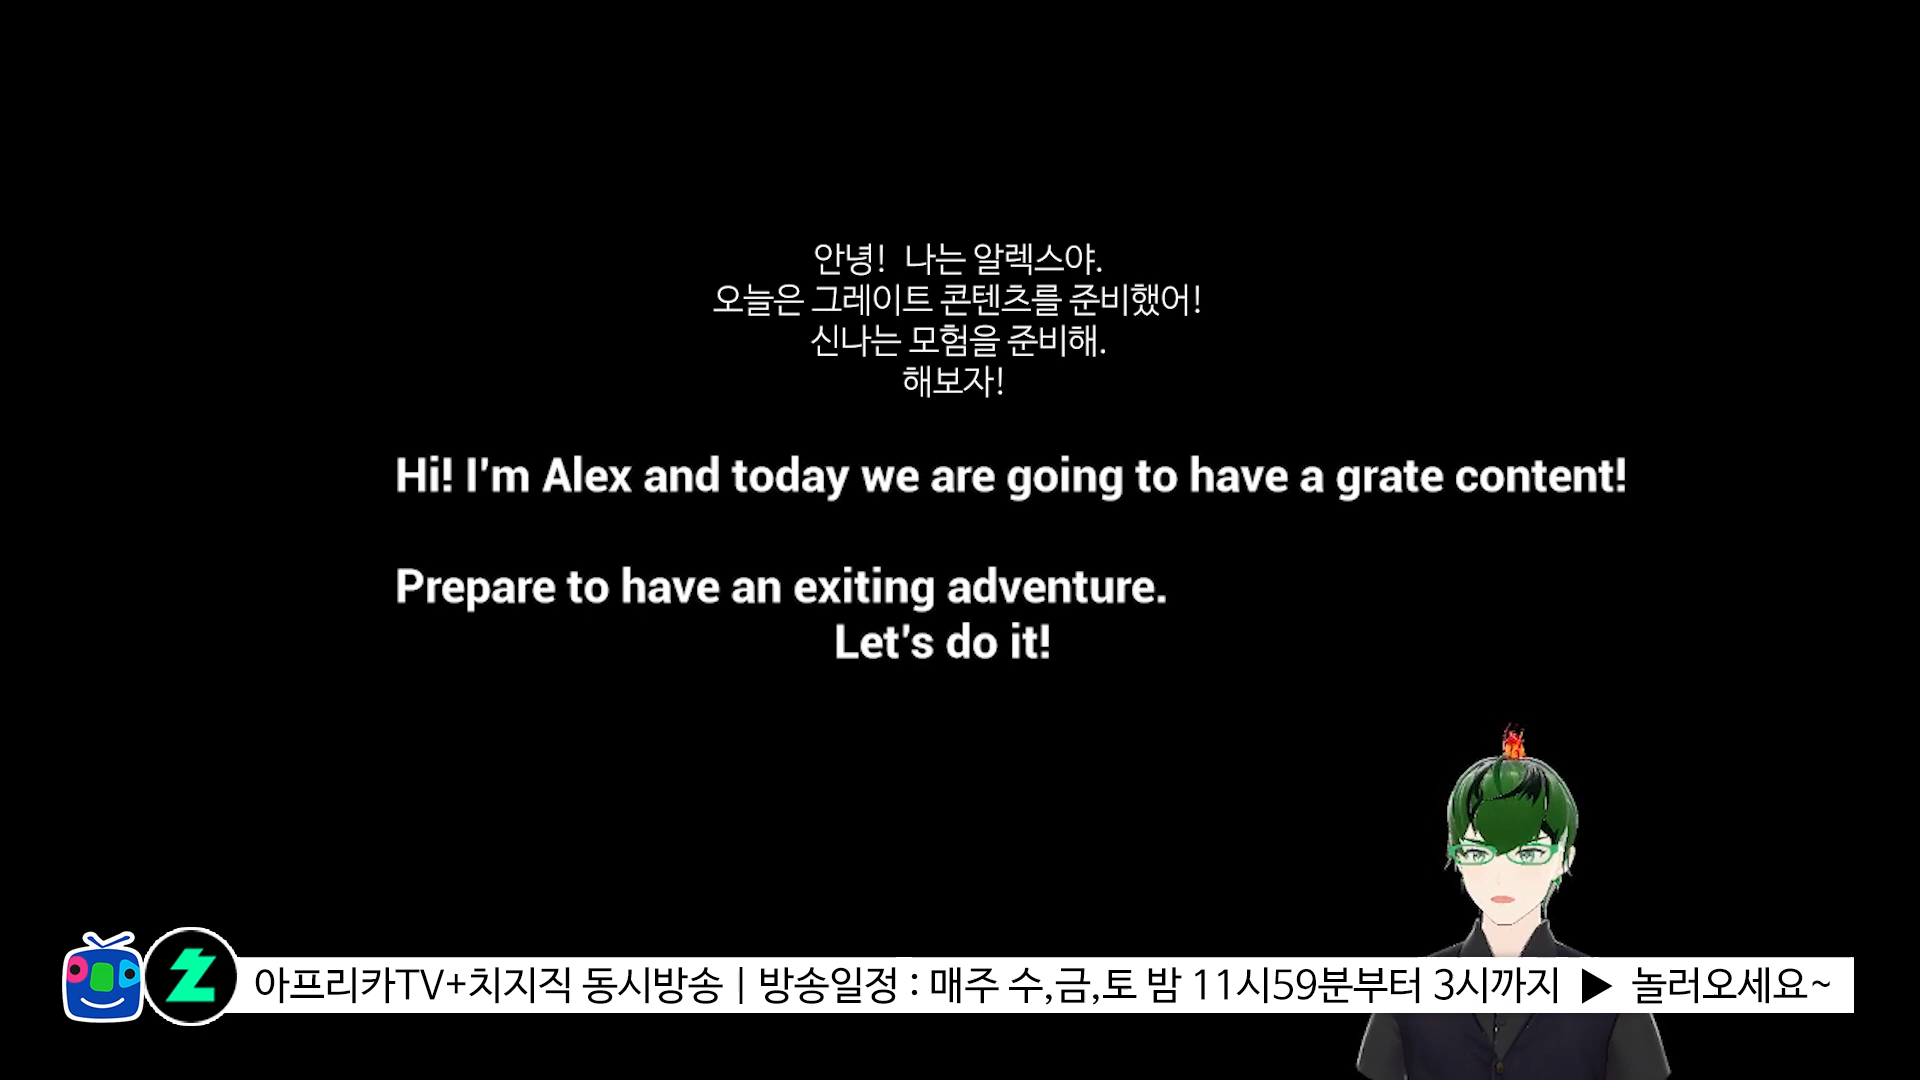 안녕! 나는 알렉스야.
오늘은 그레이트 콘텐츠를 준비했어!
신나는 모험을 준비해.
해보자!
Hi! I'm Alex and today we are going to have a grate content!
Prepare to have an exiting adventure.
Let's do it!
아프리카TV+치지직 동시방송 | 방송일정 : 매주 수,금,토 밤 11시59분부터 3시까지 ▶ 놀러오세요~